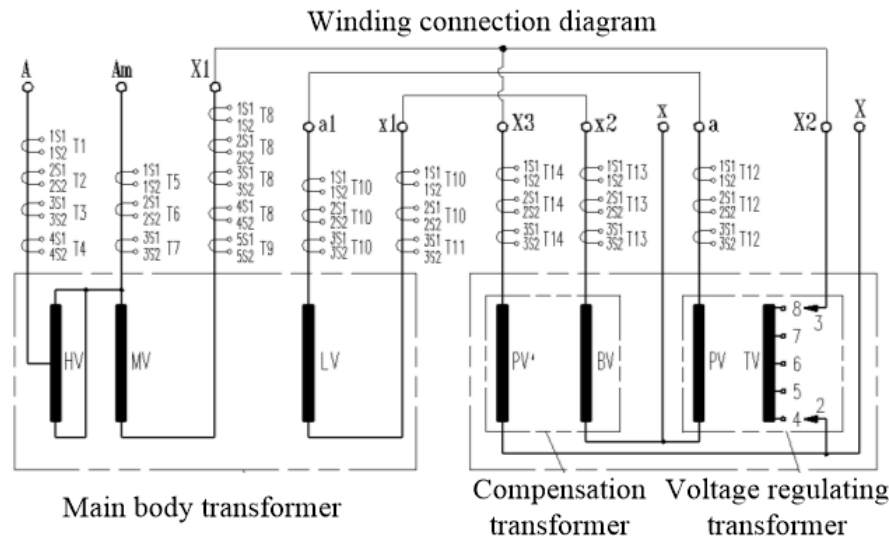 Winding connection diagram
A
Am
X1
a1
x1
X3
x2
x
a
X2
X
1S1
1S2
T1
2S1
2S2
T2
3S1
3S2
T3
4S1
4S2
T4
1S1
1S2
T5
2S1
2S2
T6
3S1
3S2
T7
1S1
1S2
T8
2S1
2S2
T8
3S1
3S2
T8
4S1
4S2
T8
5S1
5S2
T9
1S1
1S2
T10
2S1
2S2
T10
3S1
3S2
T10
1S1
1S2
T10
2S1
2S2
T10
3S1
3S2
T11
1S1
1S2
T14
2S1
2S2
T14
3S1
3S2
T14
1S1
1S2
T13
2S1
2S2
T13
3S1
3S2
T13
1S1
1S2
T12
2S1
2S2
T12
3S1
3S2
T12
HV
MV
LV
PV'
BV
PV
TV
8
3
7
6
5
4
2
Main body transformer
Compensation
transformer
Voltage regulating
transformer